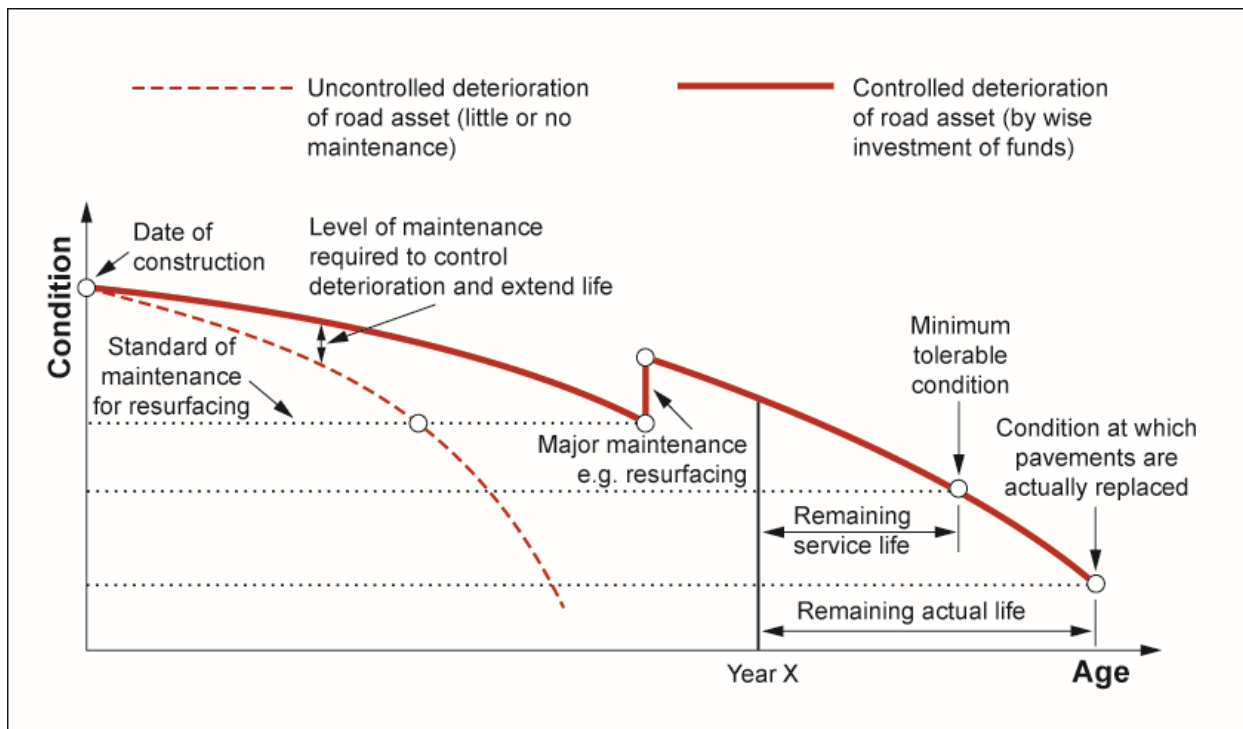 Uncontrolled deterioration
of road asset (little or no
maintenance)
Controlled deterioration
of road asset (by wise
investment of funds)
Condition
Date of
construction
Level of maintenance
required to control
deterioration and extend life
Standard of
maintenance
for resurfacing
Major maintenance
e.g. resurfacing
Minimum
tolerable
condition
Condition at which
pavements are
actually replaced
Remaining
service life
Remaining actual life
Year X
Age